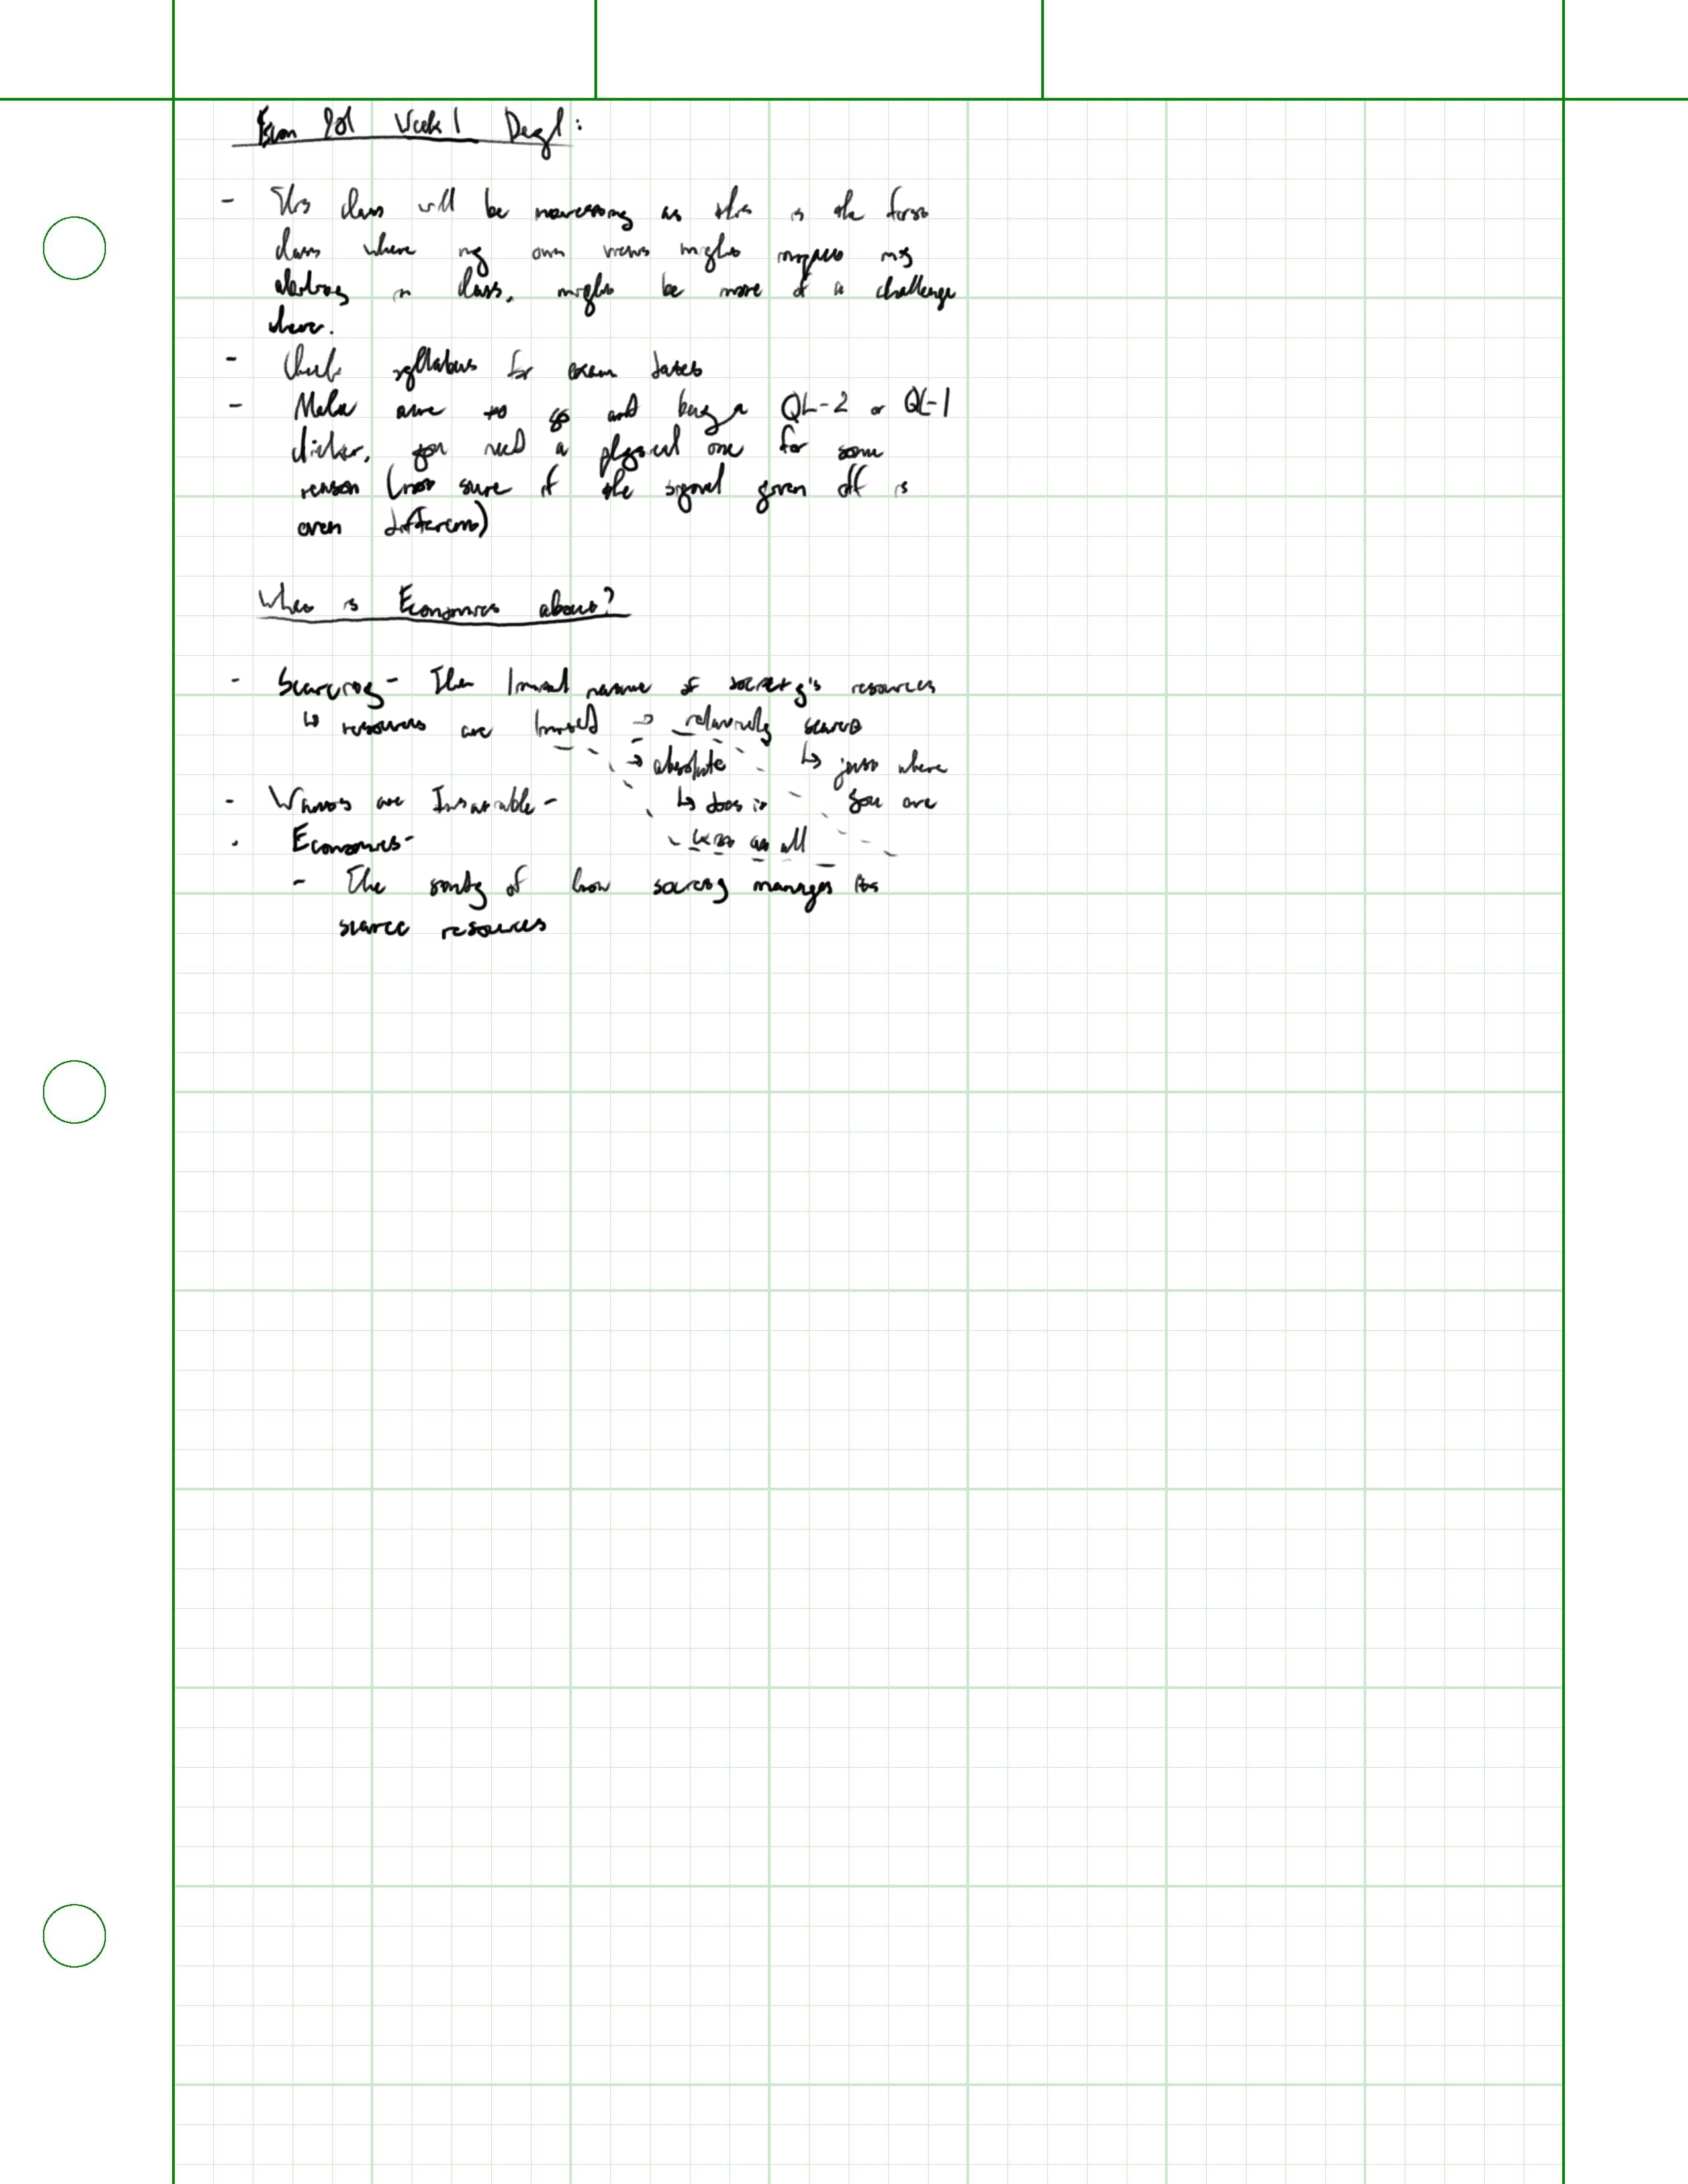 Econ 201 Week 1 Day 1:
- This class will be interesting as this is the first
class where my own views might impact my
ability in class, might be more of a challenge
there.
- Check syllabus for exam dates
- Make sure to go and buy a QL-2 or QL-1
clicker, you need a physical one for some
reason (not sure if the signal given off is
even different)
What is Economics about?
- Scarcity - The limited nature of society's resources
↳ resources are limited → relatively scarce
→ absolute ↳ just where
- Wants are Insatiable - ↳ does it you are
- Economics - at all
- The study of how society manages its
scarce resources